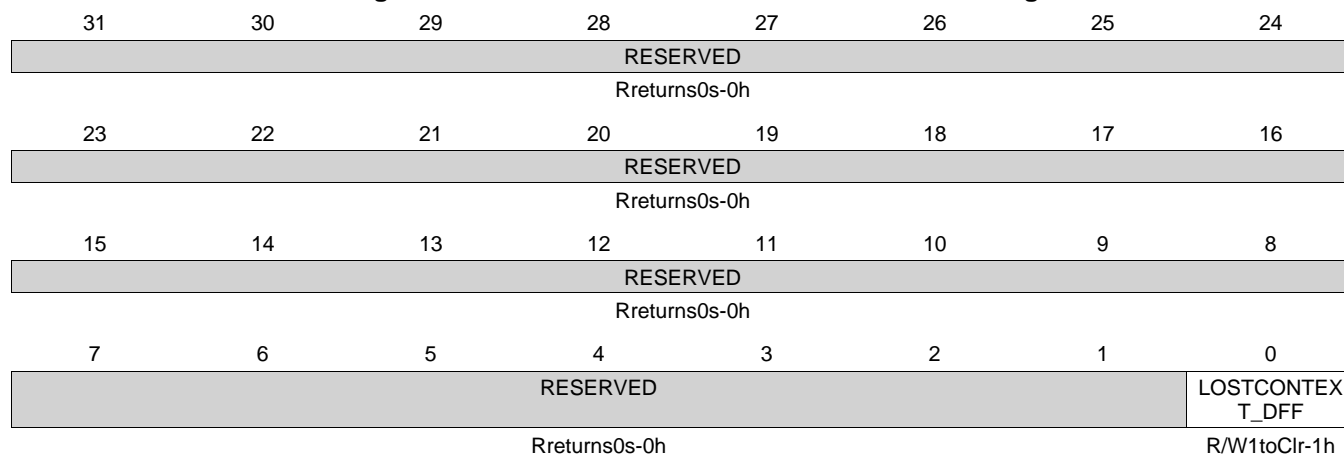 31 30 29 28 27 26 25 24
RESERVED
Rreturns0s-0h
23 22 21 20 19 18 17 16
RESERVED
Rreturns0s-0h
15 14 13 12 11 10 9 8
RESERVED
Rreturns0s-0h
7 6 5 4 3 2 1 0
RESERVED LOSTCONTEX
T_DFF
Rreturns0s-0h R/W1toClr-1h